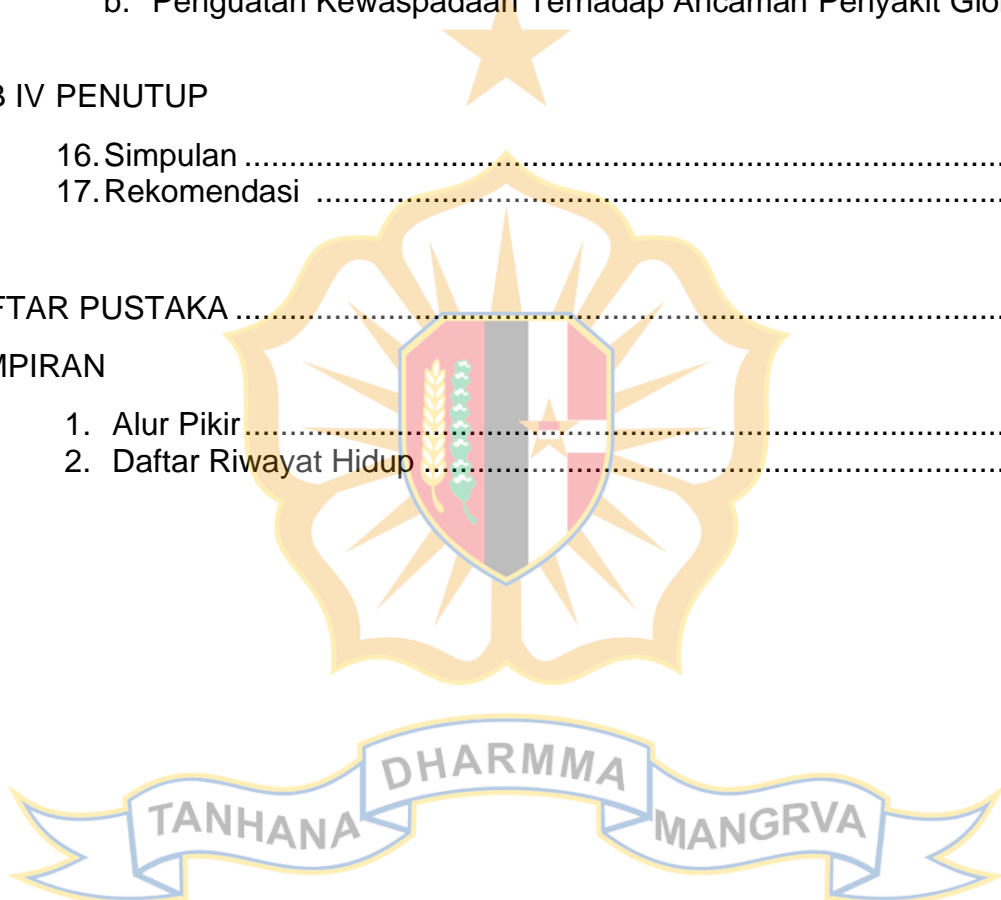 b. Penguatan Kewaspadaan Terhadap Ancaman Penyakit Glo
B IV PENUTUP
16. Simpulan ........................................................................
17. Rekomendasi ................................................................
FTAR PUSTAKA ........................................................................
MPIRAN
1. Alur Pikir ........................................................................
2. Daftar Riwayat Hidup ......................................................
TANHANA DHARMMA MANGRVA